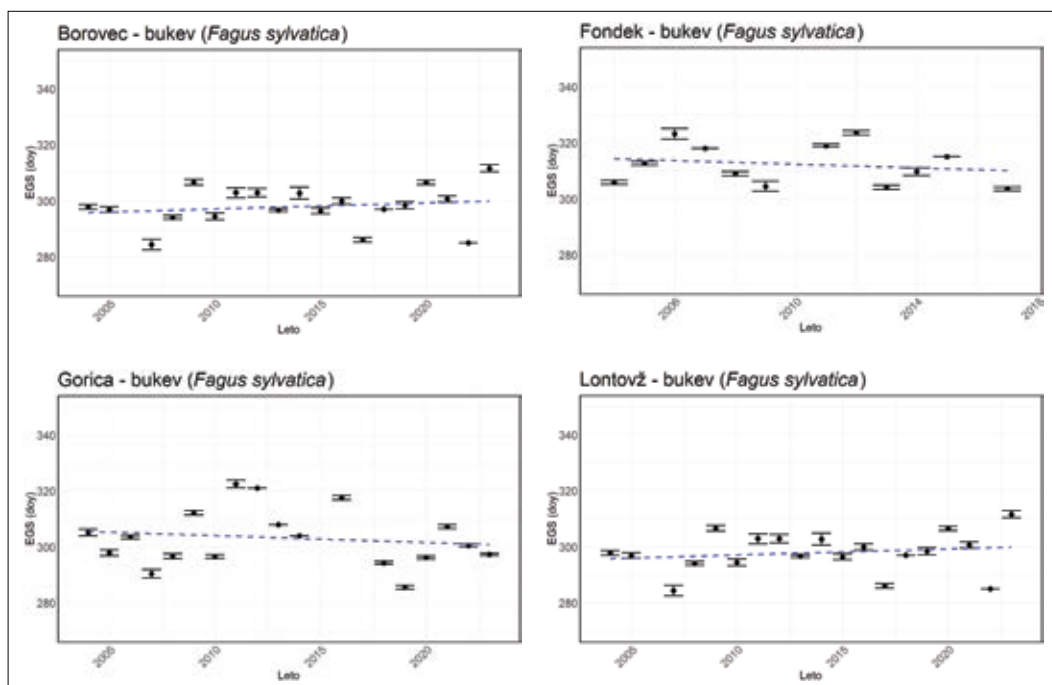 Borovec - bukev (Fagus sylvatica)
EGS (doy)
340
320
300
280
2005
2010
2015
2020
Leto
Fondek - bukev (Fagus sylvatica)
EGS (doy)
340
320
300
280
2006
2010
2014
2018
Leto
Gorica - bukev (Fagus sylvatica)
EGS (doy)
340
320
300
280
2005
2010
2015
2020
Leto
Lontovž - bukev (Fagus sylvatica)
EGS (doy)
340
320
300
280
2005
2010
2015
2020
Leto